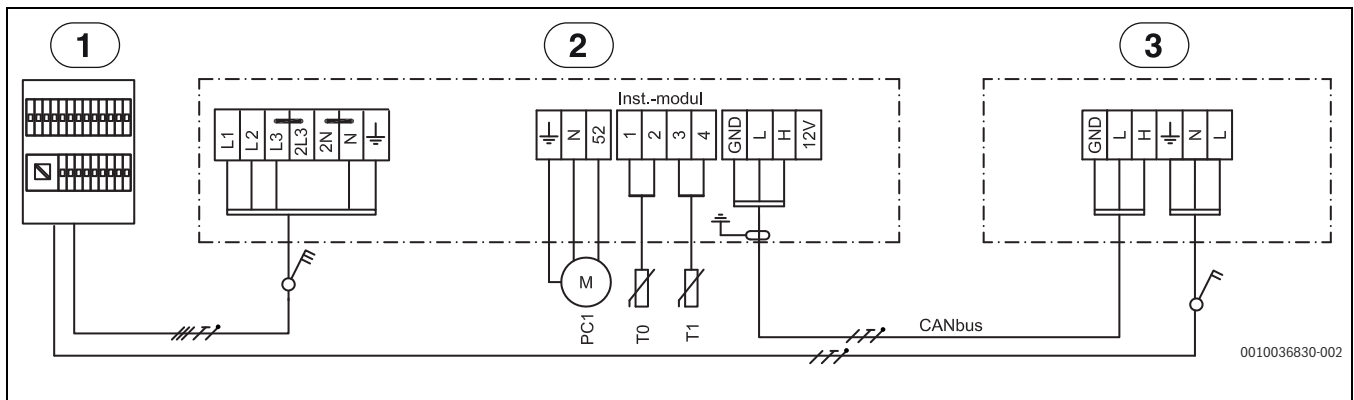 1
2
3
Inst.-modul
L1 L2 L3 2L3 2N N
N 52
1 2 3 4
GND L H 12V
GND L H N L
M
PC1
T0
T1
CANbus
0010036830-002